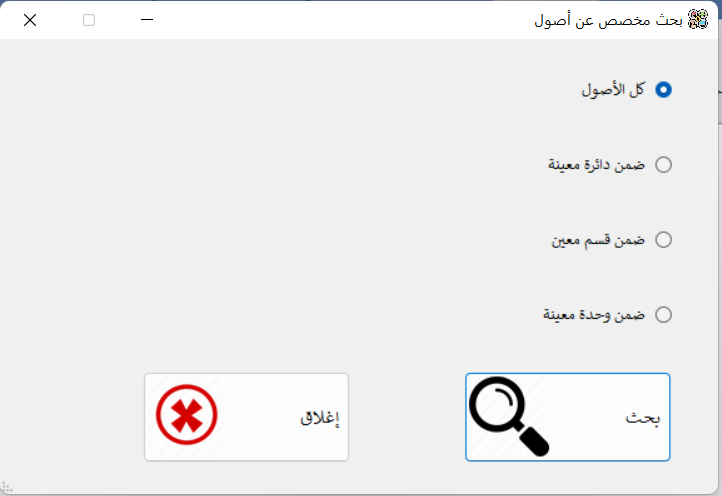 بحث مخصص عن أصول
كل الأصول
ضمن دائرة معينة
ضمن قسم معين
ضمن وحدة معينة
بحث
إغلاق